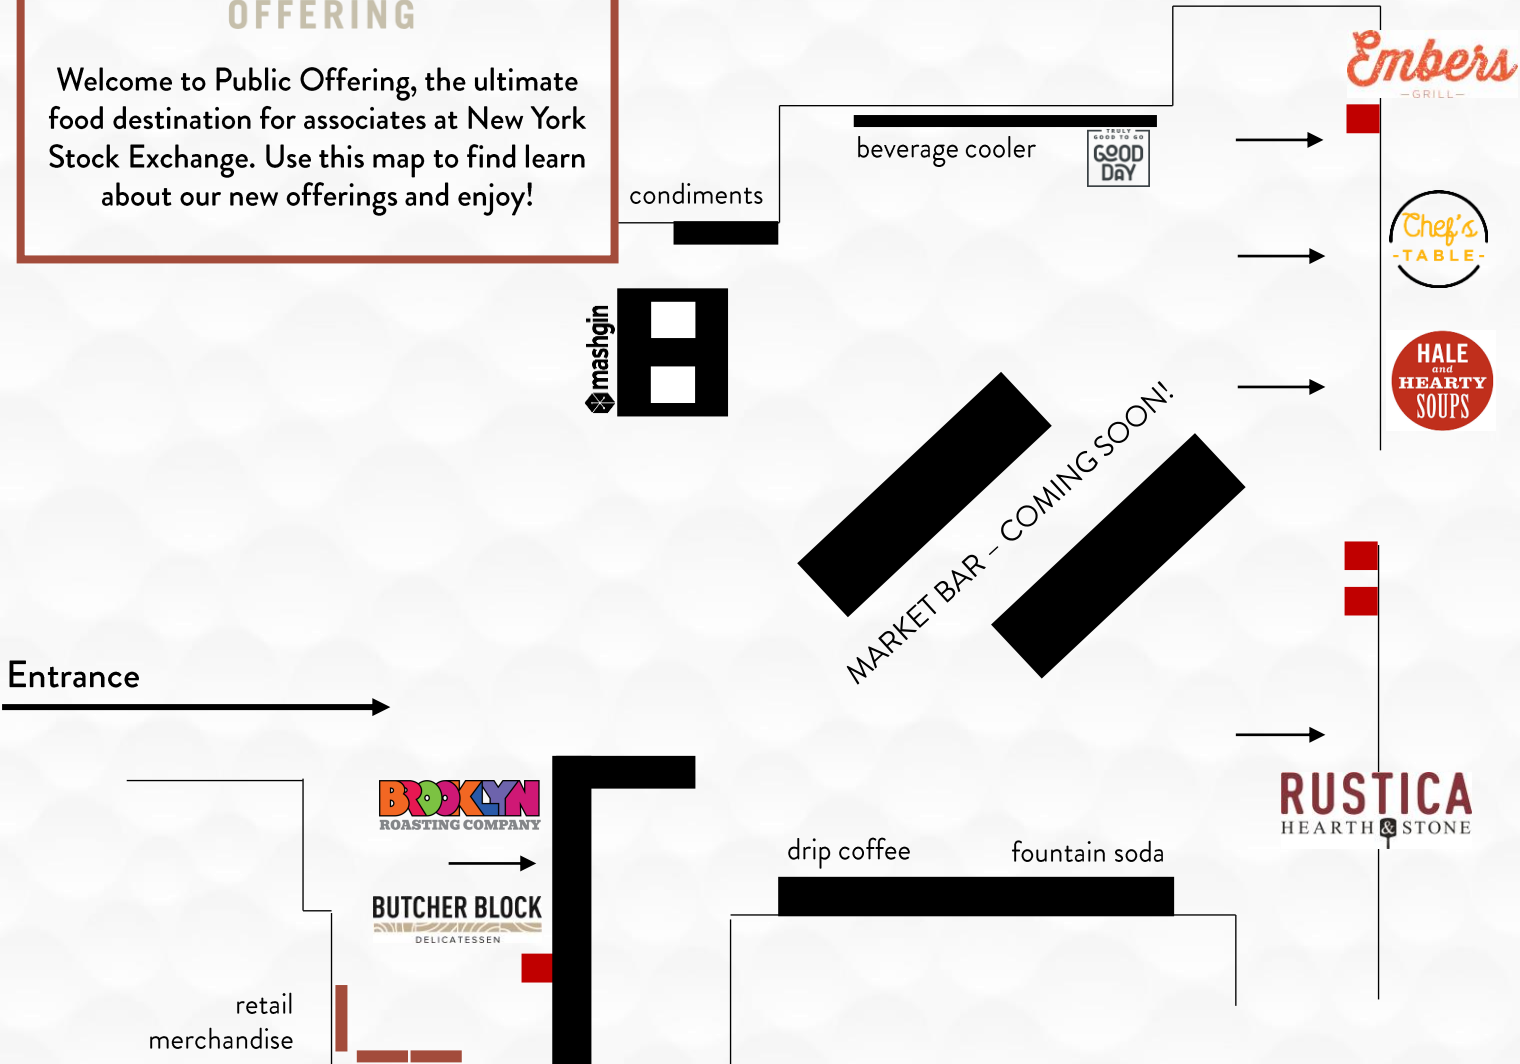 OFFERING
Welcome to Public Offering, the ultimate
food destination for associates at New York
Stock Exchange. Use this map to find learn
about our new offerings and enjoy!
Embers
GRILL
beverage cooler
TRULY
GOOD TO GO
GOOD
DAY
condiments
Chef's
-TABLE-
mashgin
HALE
and
HEARTY
SOUPS
MARKET BAR – COMING SOON!
Entrance
BROOKLYN
ROASTING COMPANY
RUSTICA
HEARTH & STONE
drip coffee
fountain soda
BUTCHER BLOCK
DELICATESSEN
retail
merchandise